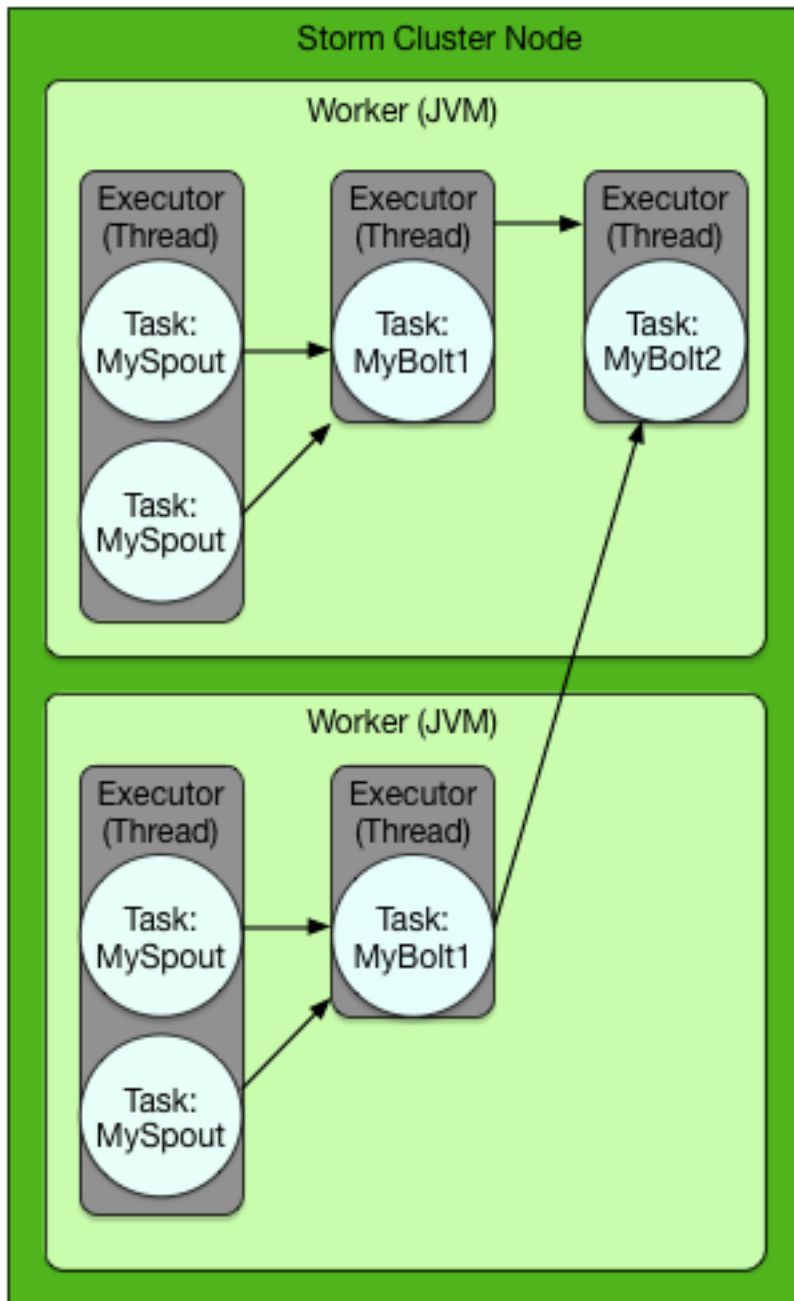 Storm Cluster Node
Worker (JVM)
Executor
(Thread)
Task:
MySpout
Task:
MySpout
Executor
(Thread)
Task:
MyBolt1
Executor
(Thread)
Task:
MyBolt2
Worker (JVM)
Executor
(Thread)
Task:
MySpout
Task:
MySpout
Executor
(Thread)
Task:
MyBolt1